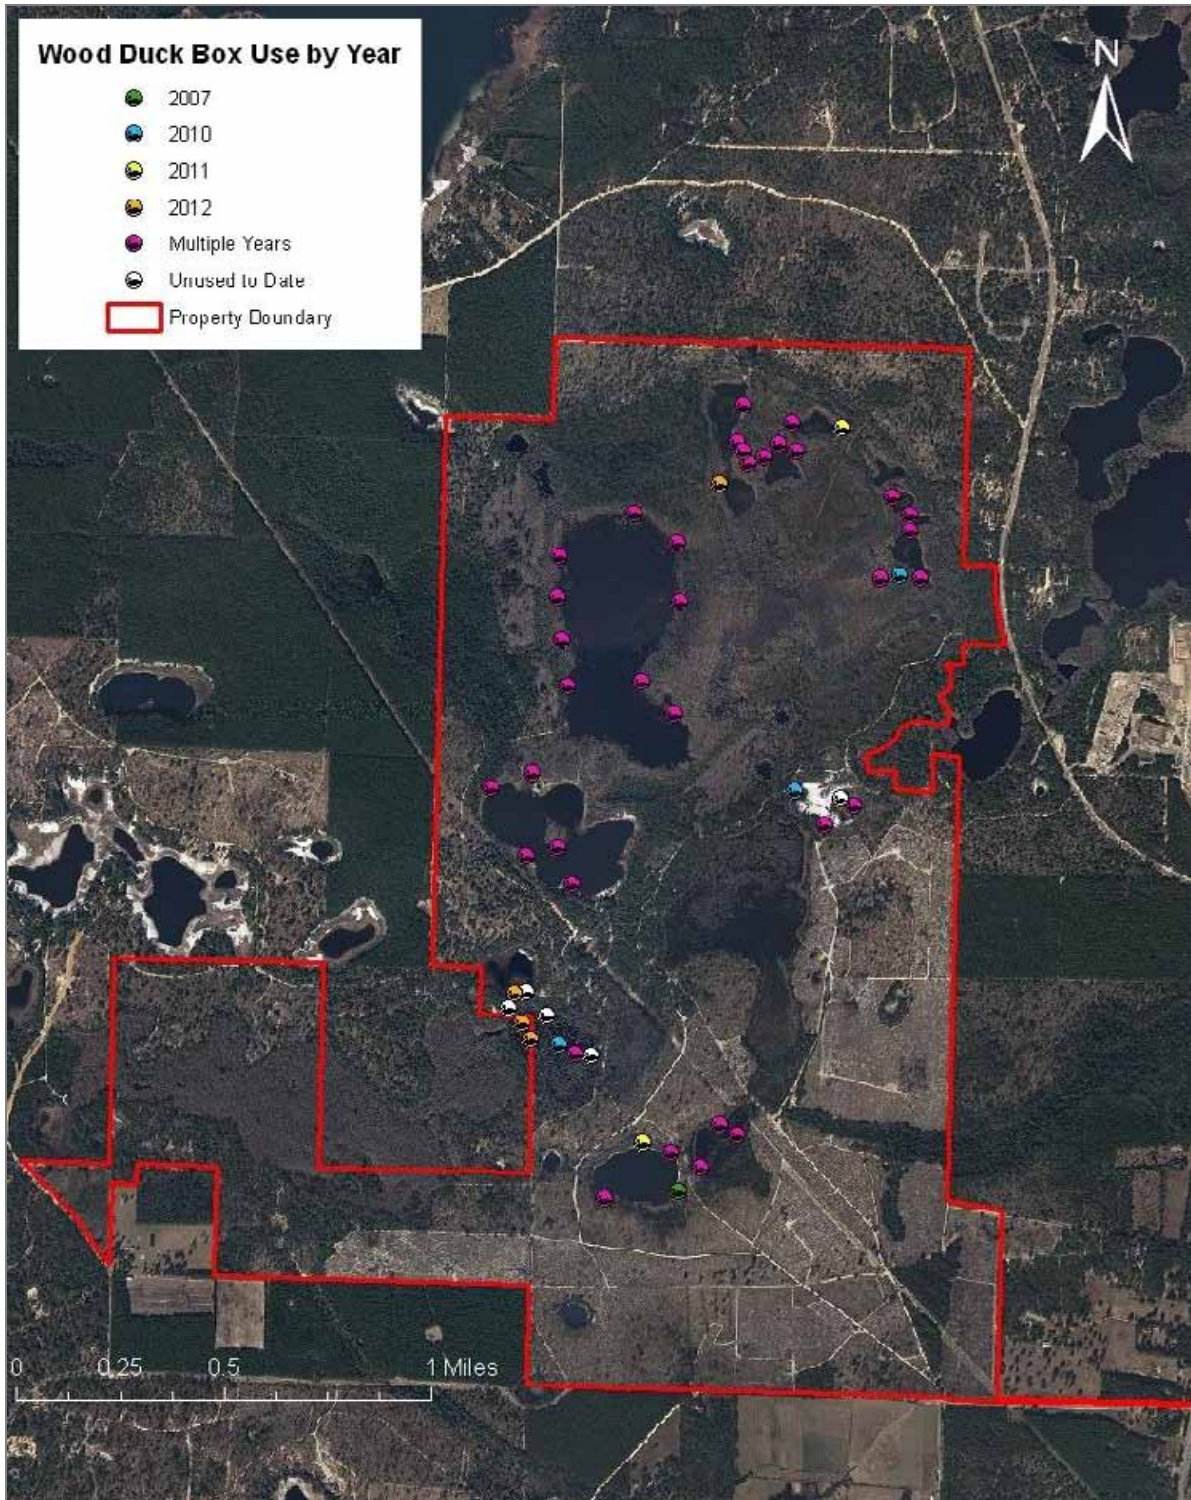 Wood Duck Box Use by Year
2007
2010
2011
2012
Multiple Years
Unused to Date
Property Boundary
N
0 0.25 0.5 1 Miles